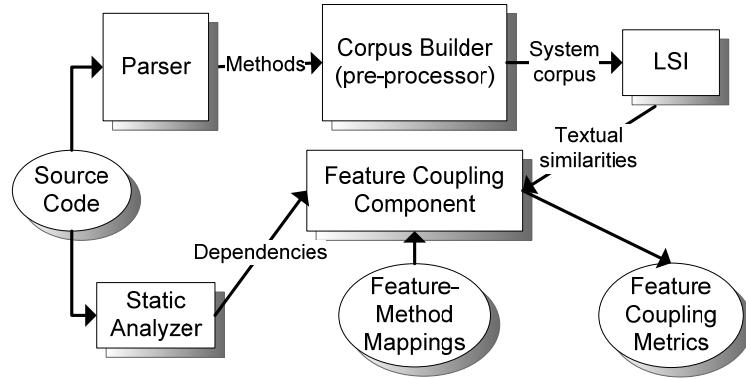 Parser
Methods
Corpus Builder
(pre-processor)
System
corpus
LSI
Textual
similarities
Source
Code
Feature Coupling
Component
Dependencies
Static
Analyzer
Feature-
Method
Mappings
Feature
Coupling
Metrics